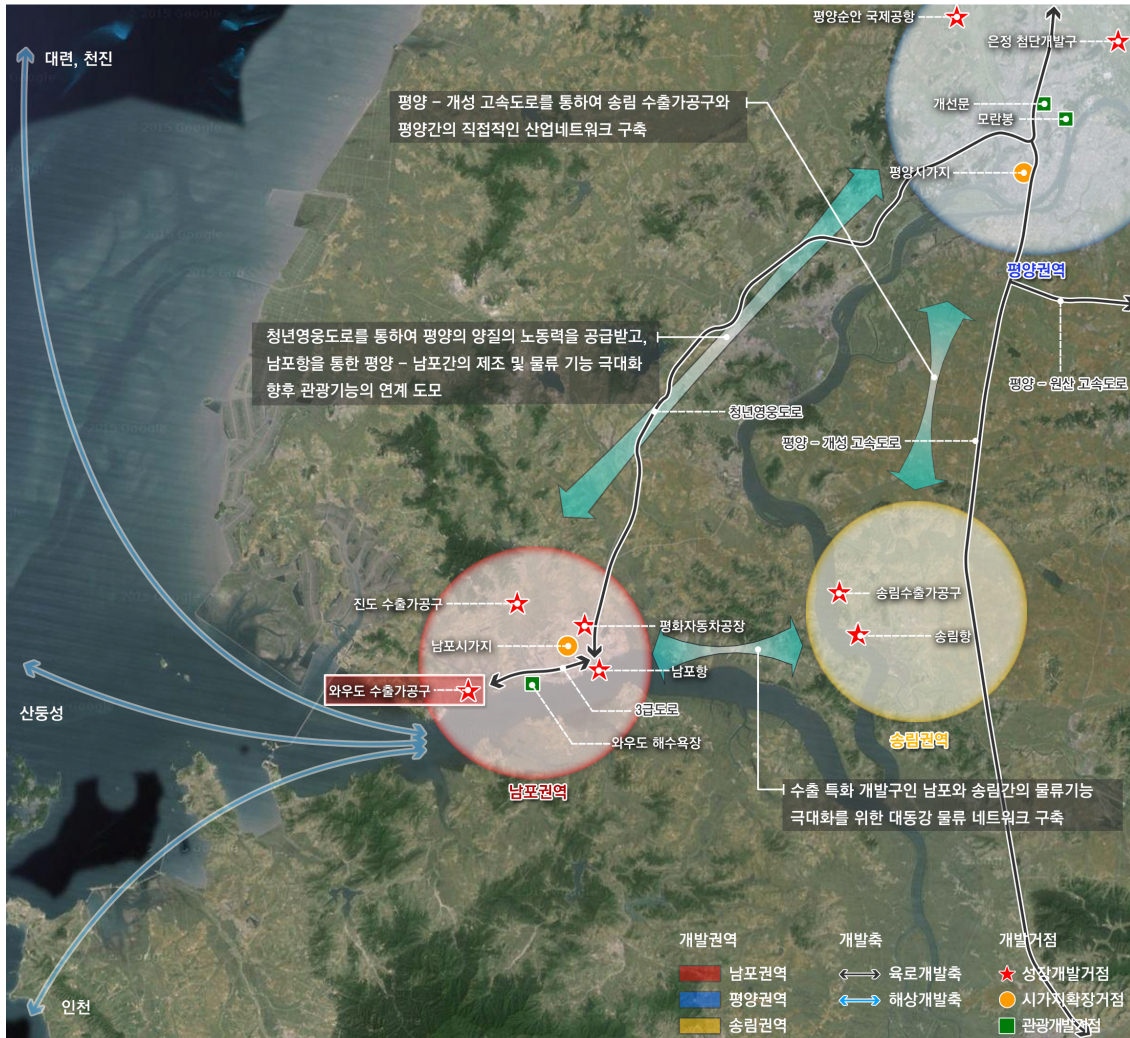 평양순안 국제공항
은정 첨단개발구
대련, 천진
개선문
모란봉
평양 – 개성 고속도로를 통하여 송림 수출가공구와
평양간의 직접적인 산업네트워크 구축
평양시가지
평양권역
청년영웅도로를 통하여 평양의 양질의 노동력을 공급받고,
남포항을 통한 평양 – 남포간의 제조 및 물류 기능 극대화
향후 관광기능의 연계 도모
평양 – 원산 고속도로
청년영웅도로
평양 – 개성 고속도로
진도 수출가공구
송림수출가공구
평화자동차공장
송림항
남포시가지
남포항
와우도 수출가공구
3급도로
산둥성
와우도 해수욕장
송림권역
남포권역
수출 특화 개발구인 남포와 송림간의 물류기능
극대화를 위한 대동강 물류 네트워크 구축
인천
개발권역
남포권역
평양권역
송림권역
개발축
육로개발축
해상개발축
개발거점
성장개발거점
시가지확장거점
관광개발거점